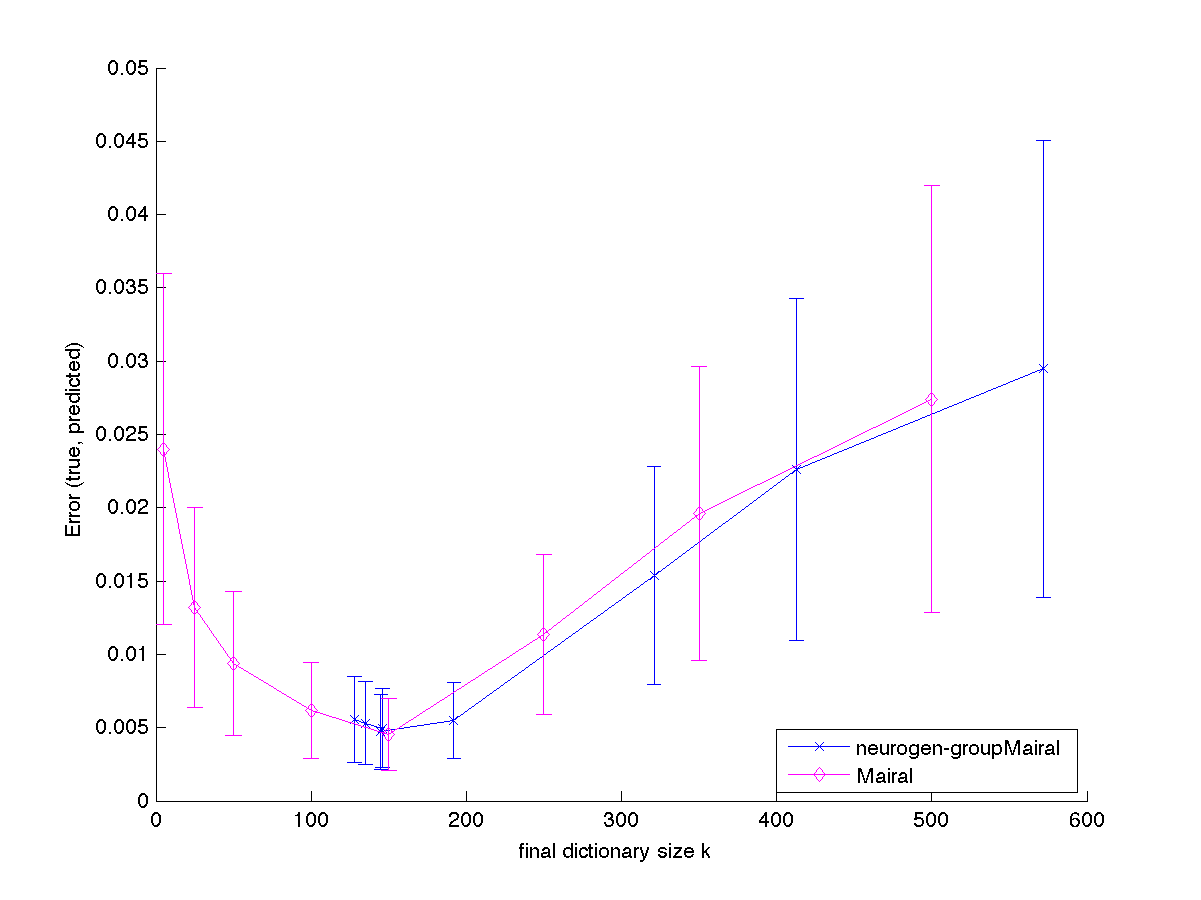 0.05
0.045
0.04
0.035
0.03
0.025
0.02
0.015
0.01
0.005
0
Error (true, predicted)
0 100 200 300 400 500 600
final dictionary size k
neurogen-groupMairal
Mairal